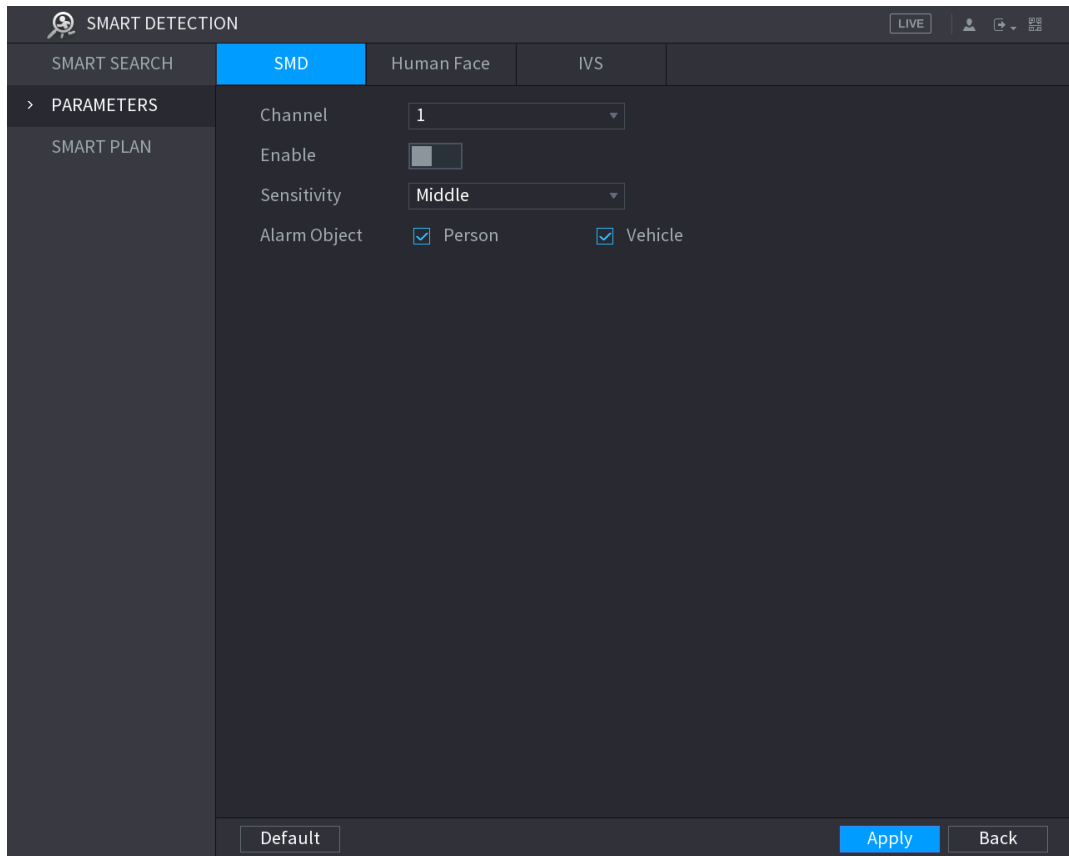 SMART DETECTION
LIVE
SMART SEARCH
PARAMETERS
SMART PLAN
SMD Human Face IVS
Channel 1
Enable
Sensitivity Middle
Alarm Object Person Vehicle
Default Apply Back